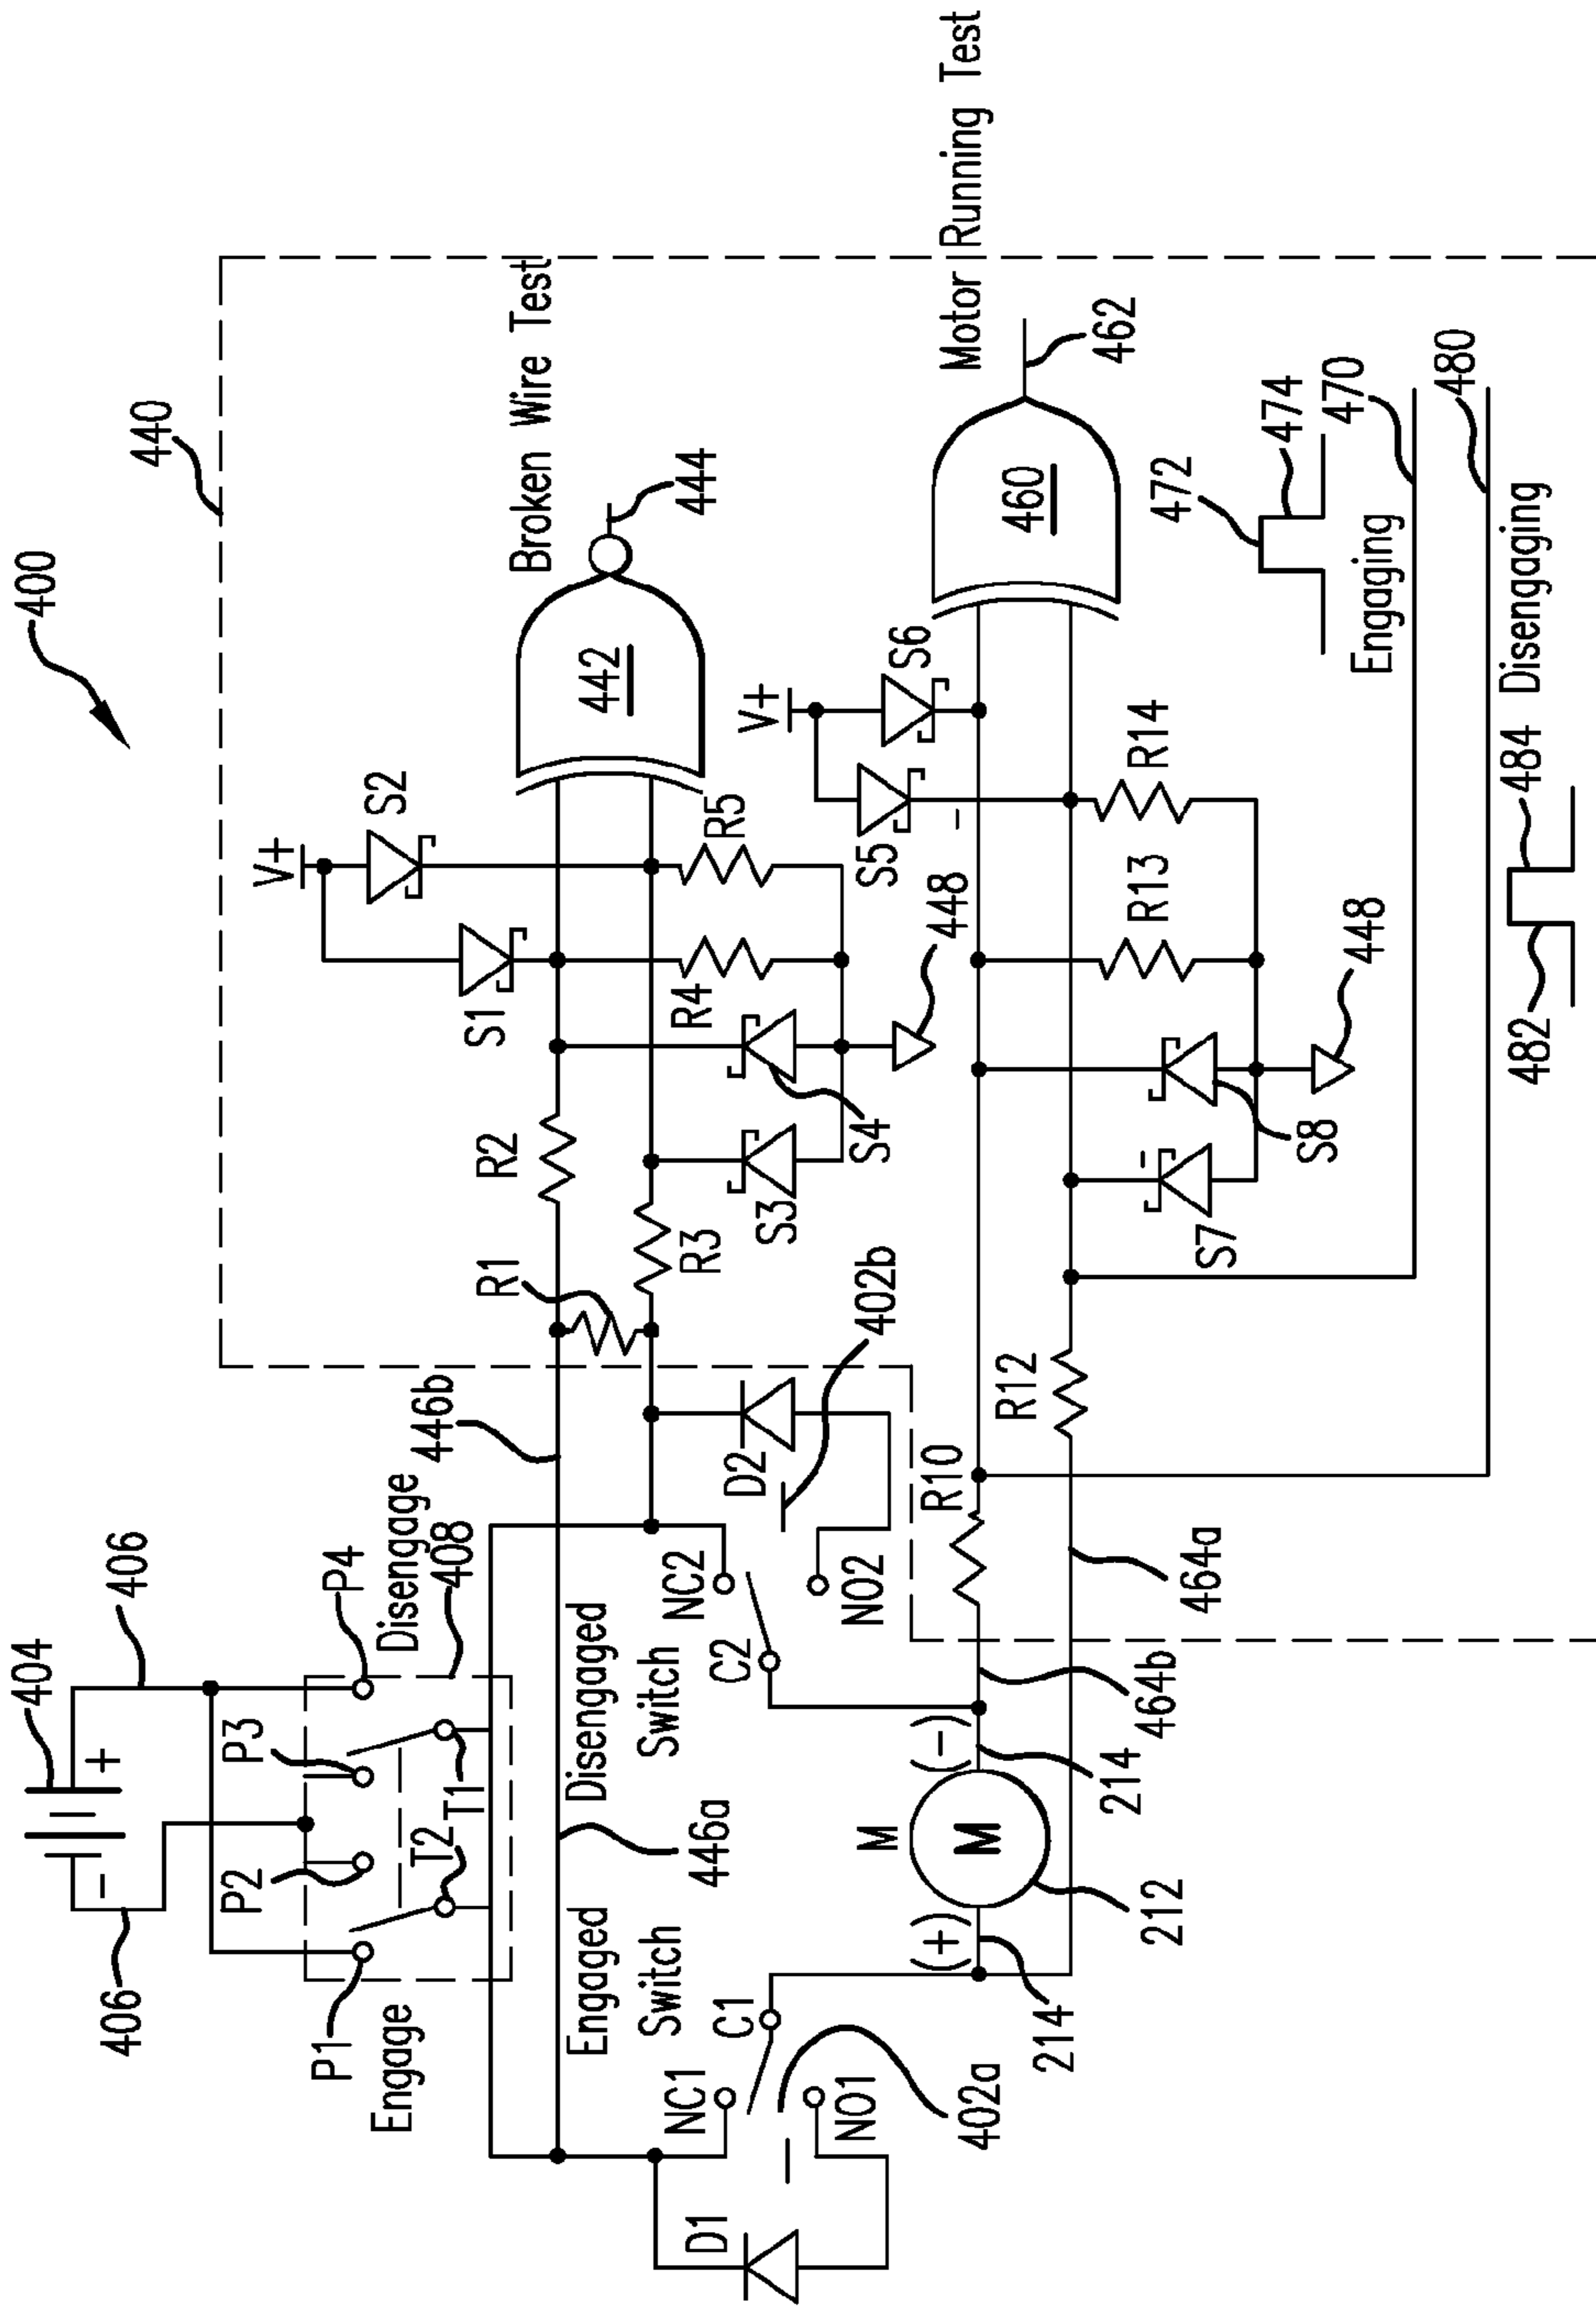 400
440
404
406
406
+
-
P1
P2
P3
P4
Engage
Disengage
408
T2
T1
446b
R1
R2
V+
S1
S2
Broken Wire Test
442
444
Engaged
Switch
Disengaged
Switch
446a
R3
S3
S4
R4
R5
448
D1
NC1
C1
NO1
402a
NC2
C2
NO2
D2
402b
V+
S5
S6
Motor Running Test
460
462
(+)
M
M
(-)
214
212
214
464b
464a
R10
R12
S7
S8
R13
R14
448
472
474
Engaging
470
480
482
484
Disengaging